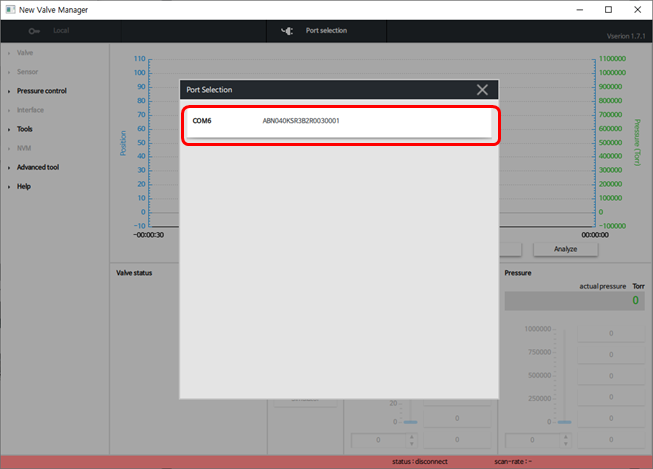 New Valve Manager
Local
Port selection
Vserion 1.7.1
Valve
Sensor
Pressure control
Interface
Tools
NVM
Advanced tool
Help
Position
110
100
90
80
70
60
50
40
30
20
10
0
-10
-00:00:30
Port Selection
COM6 ABN040KSR3B2R0030001
1100000
1000000
900000
800000
700000
600000
500000
400000
300000
200000
100000
0
-100000
Pressure (Torr)
00:00:00
Analyze
Valve status
20
0
0
0
0
Pressure
actual pressure Torr
0
1000000
750000
500000
250000
0
0
0
0
0
0
0
status : disconnect
scan-rate : -